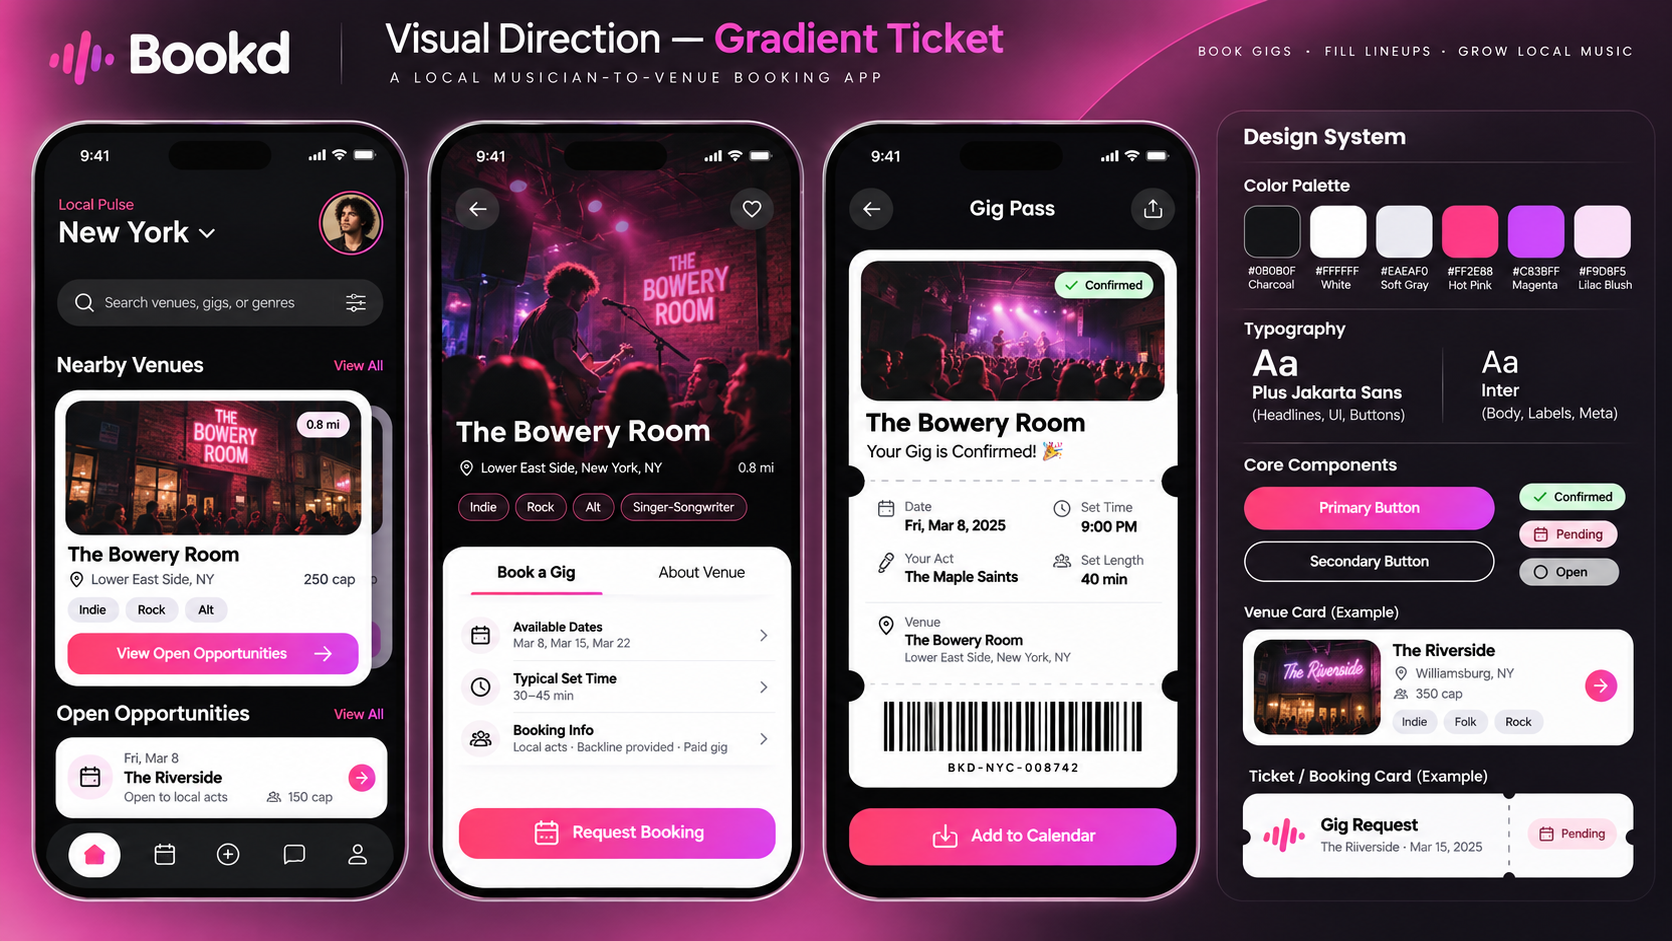 Bookd
Visual Direction — Gradient Ticket
A LOCAL MUSICIAN-TO-VENUE BOOKING APP
BOOK GIGS • FILL LINEUPS • GROW LOCAL MUSIC
9:41
Local Pulse
New York
Search venues, gigs, or genres
Nearby Venues
View All
THE
BOWERY
ROOM
0.8 mi
The Bowery Room
Lower East Side, NY
250 cap
Indie
Rock
Alt
View Open Opportunities
Open Opportunities
View All
Fri, Mar 8
The Riverside
Open to local acts
150 cap
9:41
THE
BOWERY
ROOM
The Bowery Room
Lower East Side, New York, NY
0.8 mi
Indie
Rock
Alt
Singer-Songwriter
Book a Gig
About Venue
Available Dates
Mar 8, Mar 15, Mar 22
Typical Set Time
30–45 min
Booking Info
Local acts · Backline provided · Paid gig
Request Booking
9:41
Gig Pass
Confirmed
The Bowery Room
Your Gig is Confirmed! 🎉
Date
Fri, Mar 8, 2025
Set Time
9:00 PM
Your Act
The Maple Saints
Set Length
40 min
Venue
The Bowery Room
Lower East Side, New York, NY
BKD-NYC-008742
Add to Calendar
Design System
Color Palette
#0B0B0F
Charcoal
#FFFFFF
White
#EAEAF0
Soft Gray
#FF2E88
Hot Pink
#C83BFF
Magenta
#F9D8F5
Lilac Blush
Typography
Aa
Plus Jakarta Sans
(Headlines, UI, Buttons)
Aa
Inter
(Body, Labels, Meta)
Core Components
Primary Button
Secondary Button
Confirmed
Pending
Open
Venue Card (Example)
The Riverside
The Riverside
Williamsburg, NY
350 cap
Indie
Folk
Rock
Ticket / Booking Card (Example)
Gig Request
The Riiverside · Mar 15, 2025
Pending